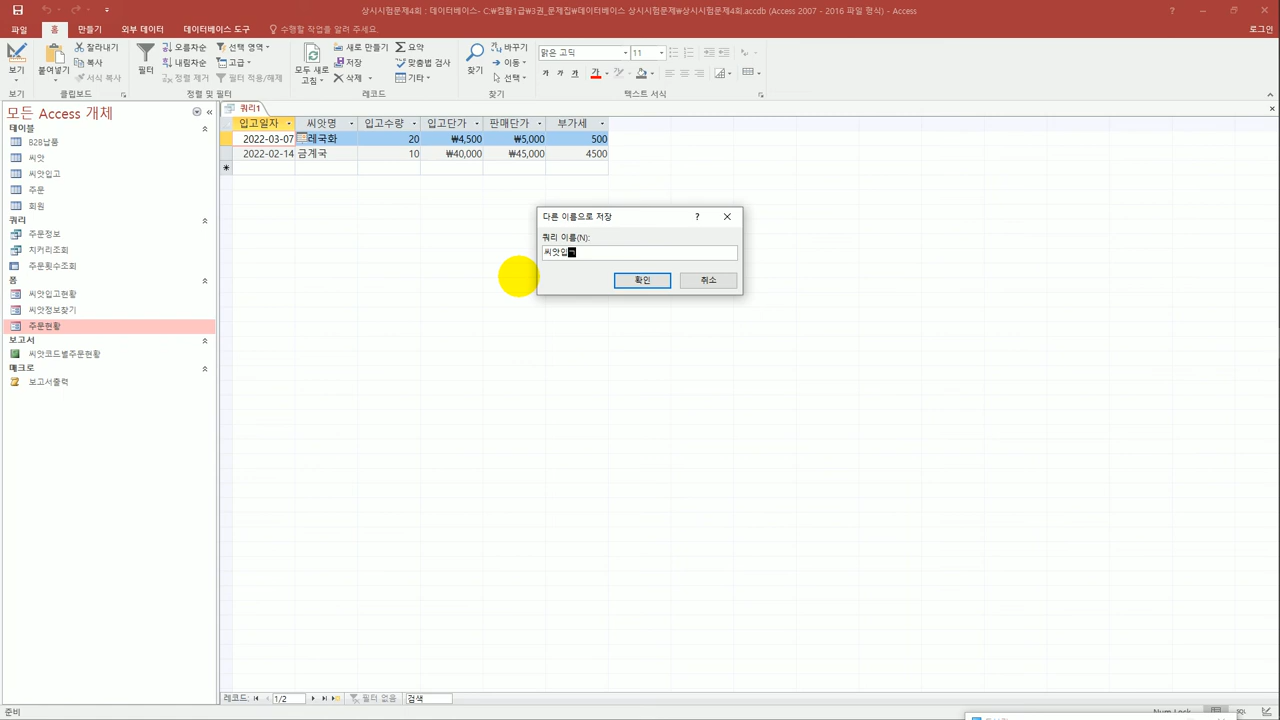 상시시험문제4회 : 데이터베이스- C:₩컴활1급₩3권_문제집₩데이터베이스 상시시험문제₩상시시험문제4회.accdb (Access 2007 - 2016 파일 형식) - Access
로그인
파일 홈 만들기 외부 데이터 데이터베이스 도구 수행할 작업을 알려 주세요.
보기 붙여넣기 잘라내기 복사 서식 복사
필터 오름차순 내림차순 정렬 제거 선택 영역 고급 필터 적용/해제
모두 새로 고침 새로 만들기 저장 삭제 요약 맞춤법 검사 기타
찾기 바꾸기 이동 선택
맑은 고딕 11
가 가 가 가
보기 클립보드 정렬 및 필터 레코드 찾기 텍스트 서식
모든 Access 개체
테이블
B2B납품
씨앗
씨앗입고
주문
회원
쿼리
주문정보
지커리조회
주문횟수조회
폼
씨앗입고현황
씨앗정보찾기
주문현황
보고서
씨앗코드별주문현황
매크로
보고서출력
쿼리1
입고일자 씨앗명 입고수량 입고단가 판매단가 부가세
2022-03-07 레국화 20 ₩4,500 ₩5,000 500
2022-02-14 금계국 10 ₩40,000 ₩45,000 4500
다른 이름으로 저장
쿼리 이름(N):
씨앗입
확인 취소
레코드: 1/2 필터 없음 검색
준비
Num Lock
SQL